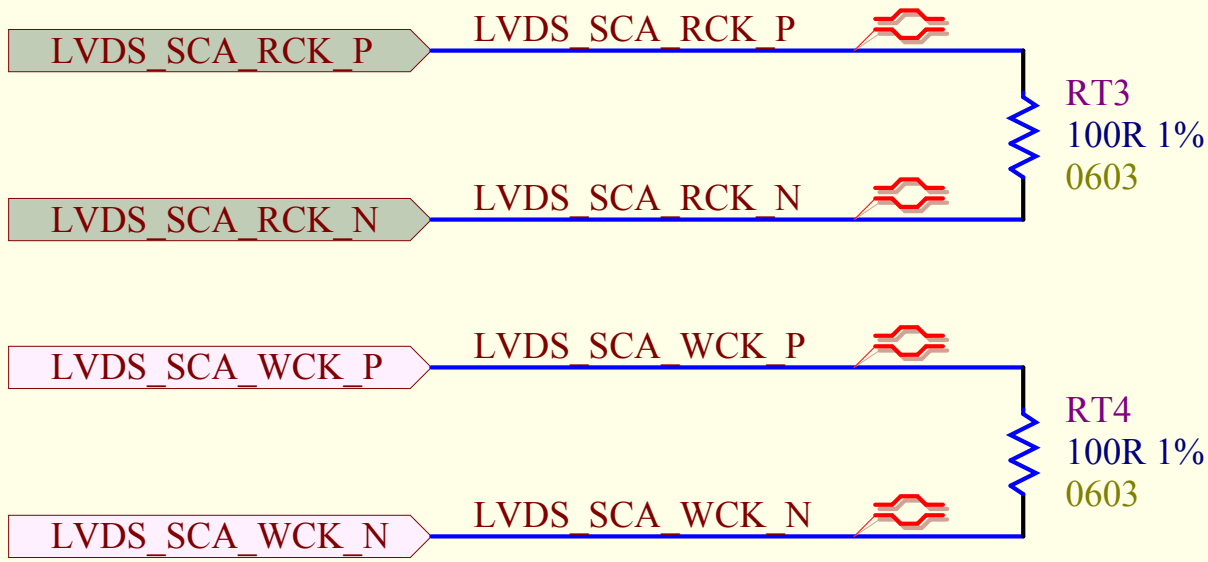 LVDS_SCA_RCK_P
LVDS_SCA_RCK_P
RT3
100R 1%
0603
LVDS_SCA_RCK_N
LVDS_SCA_RCK_N
LVDS_SCA_WCK_P
LVDS_SCA_WCK_P
RT4
100R 1%
0603
LVDS_SCA_WCK_N
LVDS_SCA_WCK_N